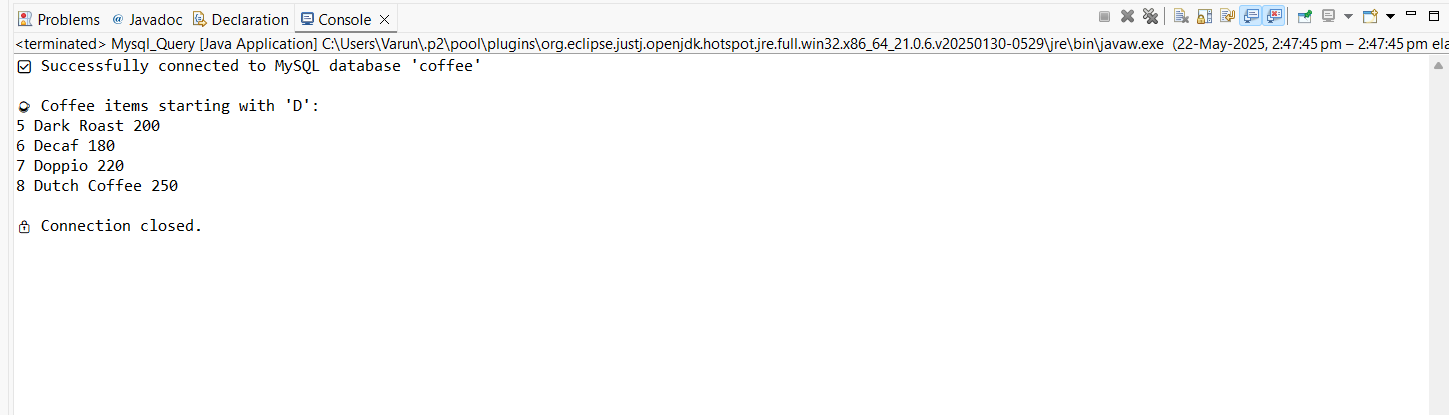 Problems @ Javadoc Declaration Console
<terminated> Mysql_Query [Java Application] C:\Users\Varun\.p2\pool\plugins\org.eclipse.justj.openjdk.hotspot.jre.full.win32.x86_64_21.0.6.v20250130-0529\jre\bin\javaw.exe (22-May-2025, 2:47:45 pm – 2:47:45 pm ela
Successfully connected to MySQL database 'coffee'
Coffee items starting with 'D':
5 Dark Roast 200
6 Decaf 180
7 Doppio 220
8 Dutch Coffee 250
Connection closed.